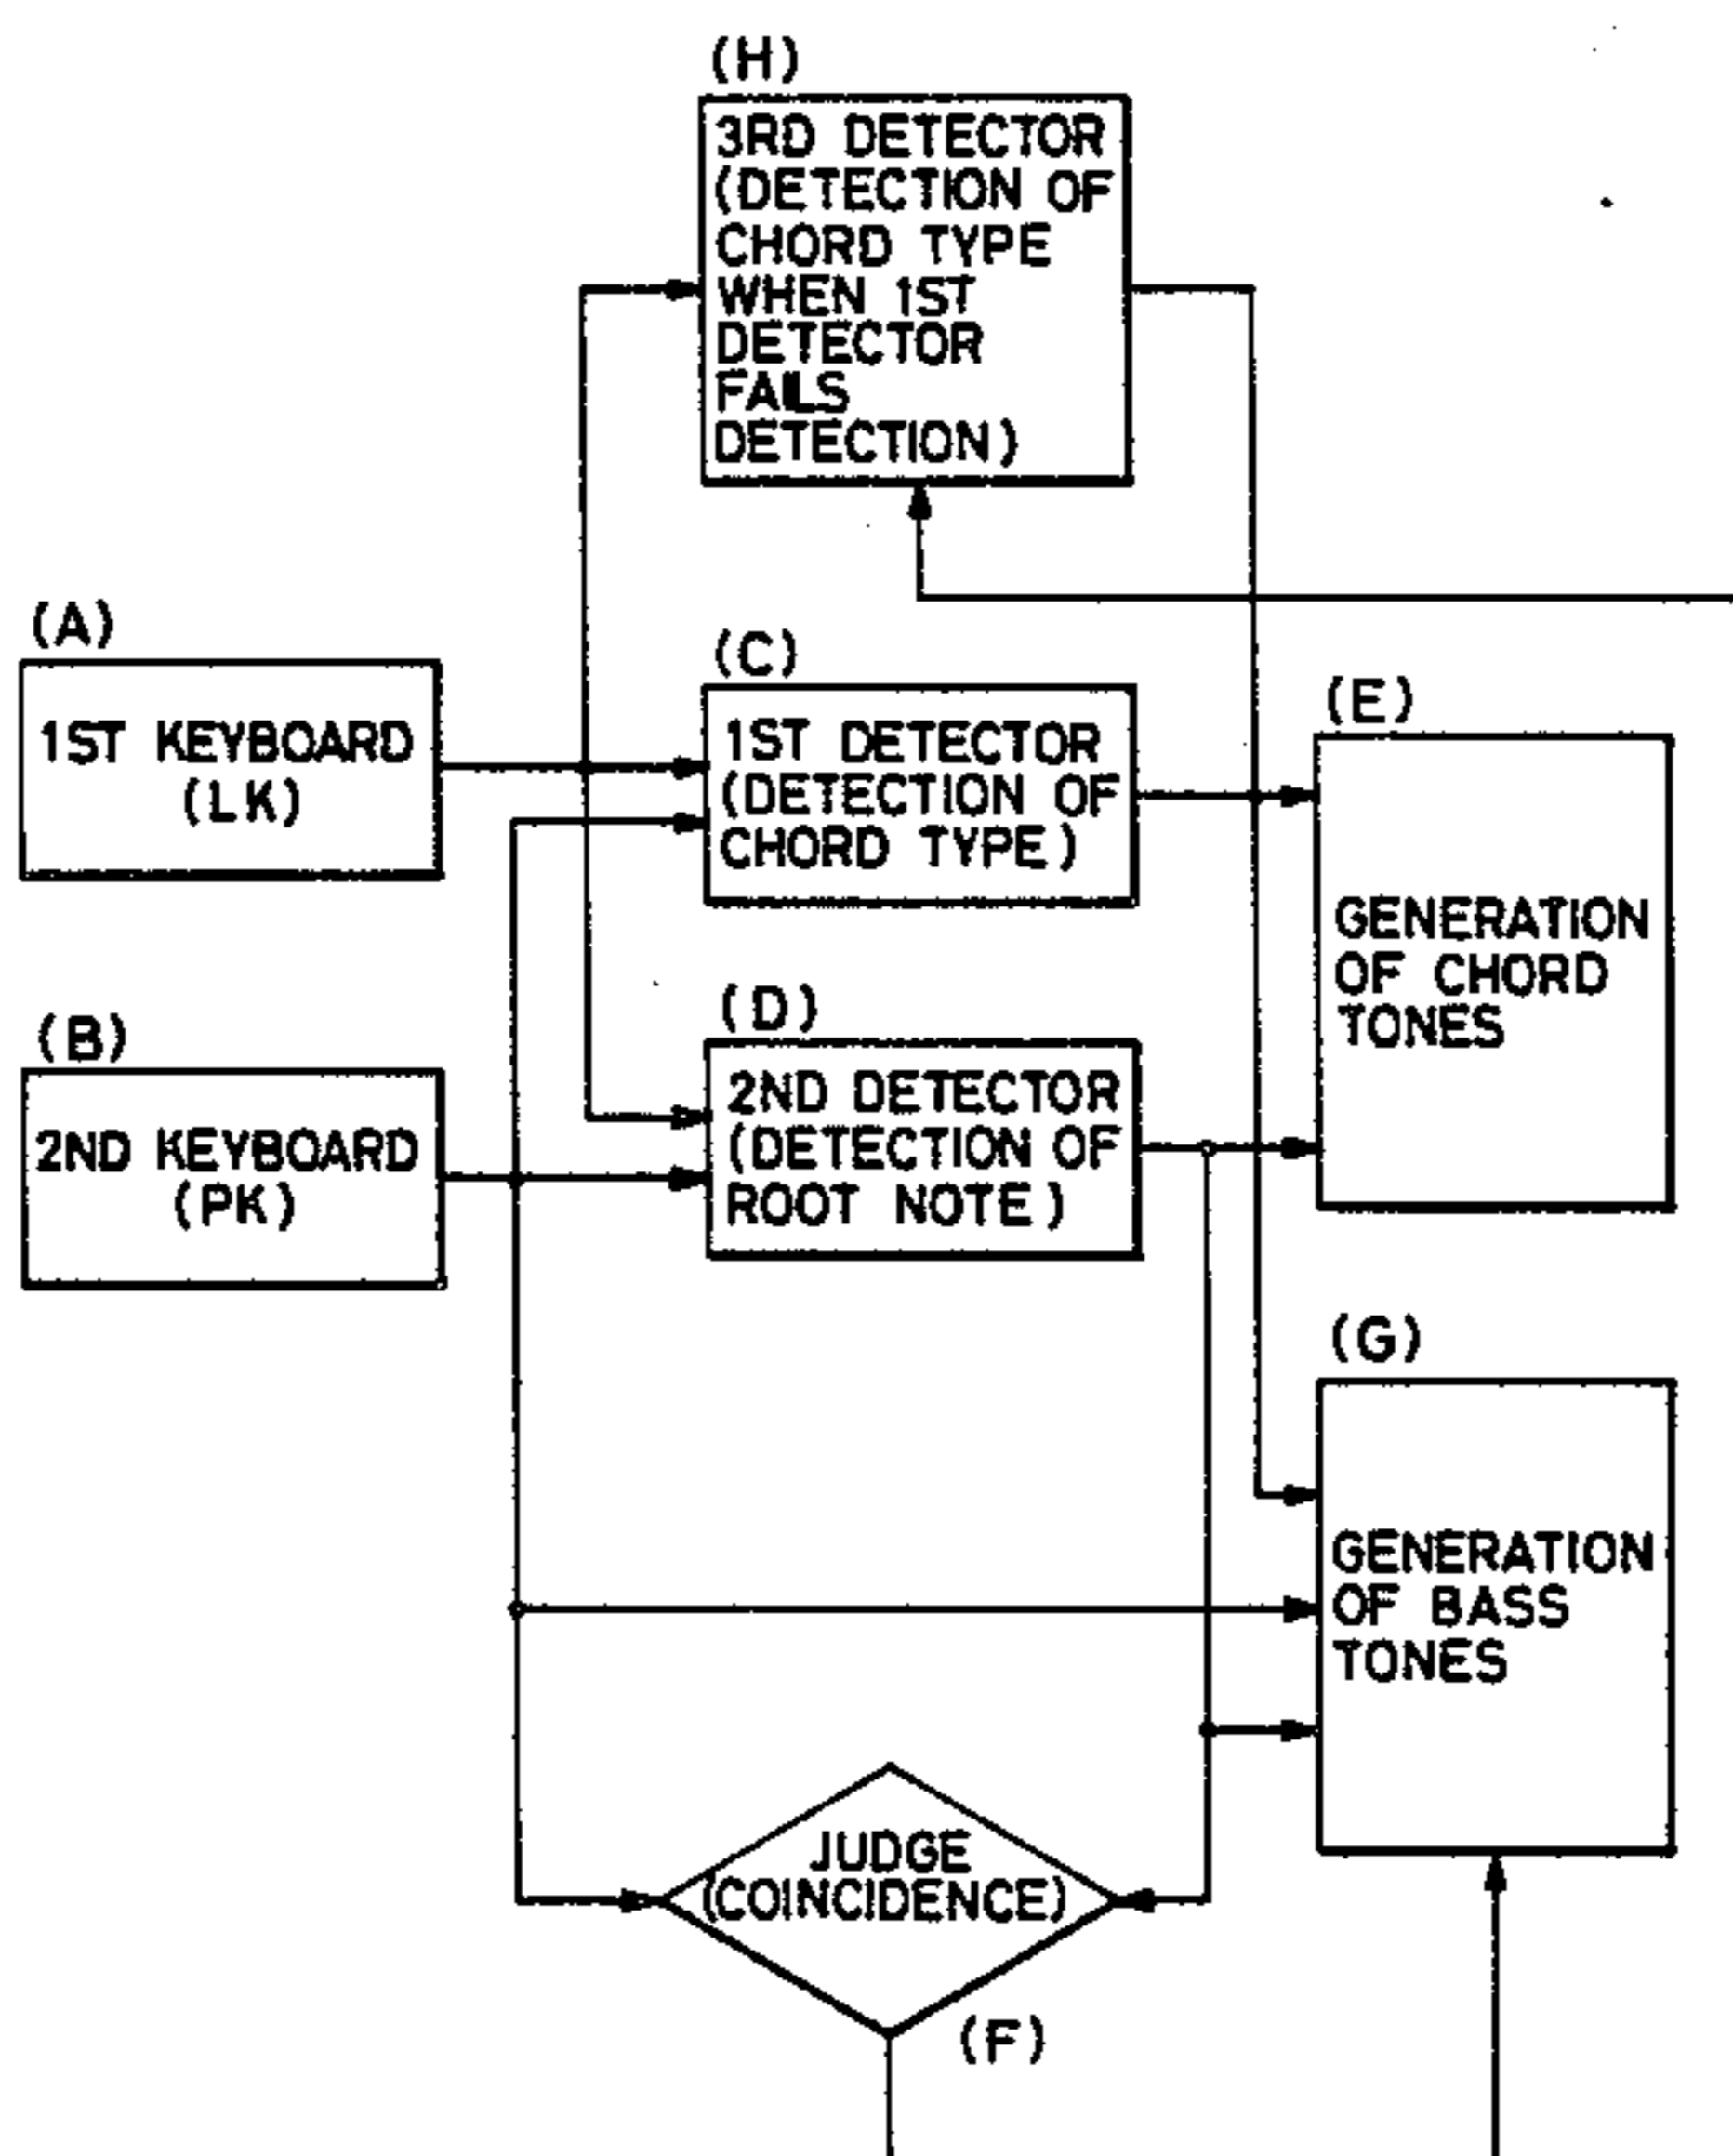 (H)
3RD DETECTOR
(DETECTION OF
CHORD TYPE
WHEN 1ST
DETECTOR
FAILS
DETECTION)
(A)
1ST KEYBOARD
(LK)
(C)
1ST DETECTOR
(DETECTION OF
CHORD TYPE)
(E)
GENERATION
OF CHORD
TONES
(B)
2ND KEYBOARD
(PK)
(D)
2ND DETECTOR
(DETECTION OF
ROOT NOTE)
(G)
GENERATION
OF BASS
TONES
JUDGE
(COINCIDENCE)
(F)